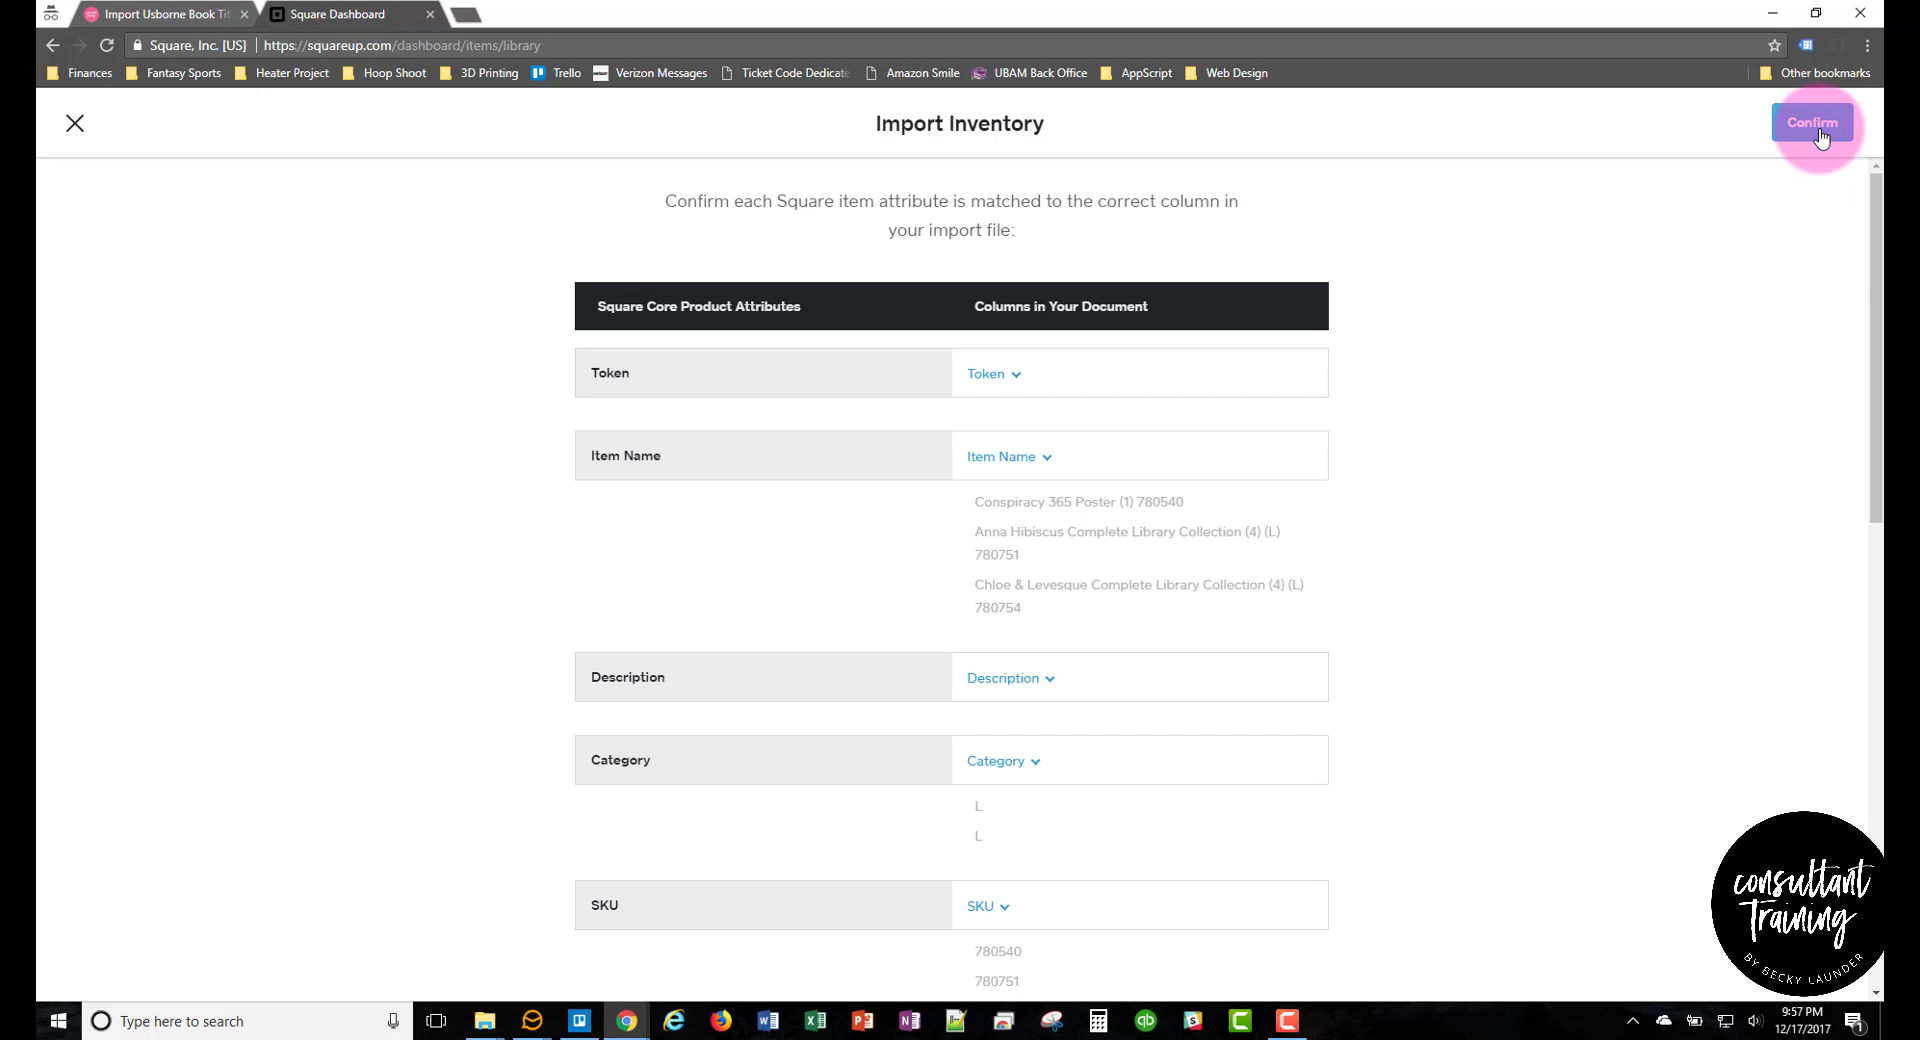 Import Usborne Book Tit
Square Dashboard
Square, Inc. [US] https://squareup.com/dashboard/items/library
Finances Fantasy Sports Heater Project Hoop Shoot 3D Printing Trello Verizon Messages Ticket Code Dedicate Amazon Smile UBAM Back Office AppScript Web Design Other bookmarks
Import Inventory
Confirm
Confirm each Square item attribute is matched to the correct column in
your import file:
Square Core Product Attributes Columns in Your Document
Token Token
Item Name Item Name
Conspiracy 365 Poster (1) 780540
Anna Hibiscus Complete Library Collection (4) (L)
780751
Chloe & Levesque Complete Library Collection (4) (L)
780754
Description Description
Category Category
L
L
SKU SKU
780540
780751
consultant
Training
BY BECKY LAUNDER
Type here to search
9:57 PM
12/17/2017
1